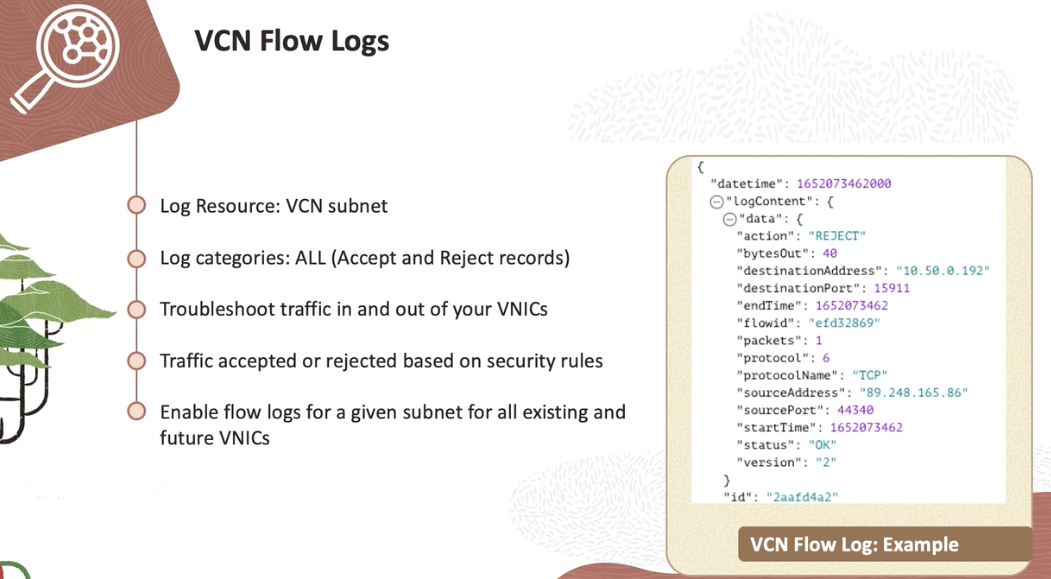 VCN Flow Logs
Log Resource: VCN subnet
Log categories: ALL (Accept and Reject records)
Troubleshoot traffic in and out of your VNICs
Traffic accepted or rejected based on security rules
Enable flow logs for a given subnet for all existing and
future VNICs
{
"datetime": 1652073462000
"logContent": {
"data": {
"action": "REJECT"
"bytesOut": 40
"destinationAddress": "10.50.0.192"
"destinationPort": 15911
"endTime": 1652073462
"flowid": "efd32869"
"packets": 1
"protocol": 6
"protocolName": "TCP"
"sourceAddress": "89.248.165.86"
"sourcePort": 44340
"startTime": 1652073462
"status": "OK"
"version": "2"
}
"id": "2aafd4a2"
VCN Flow Log: Example